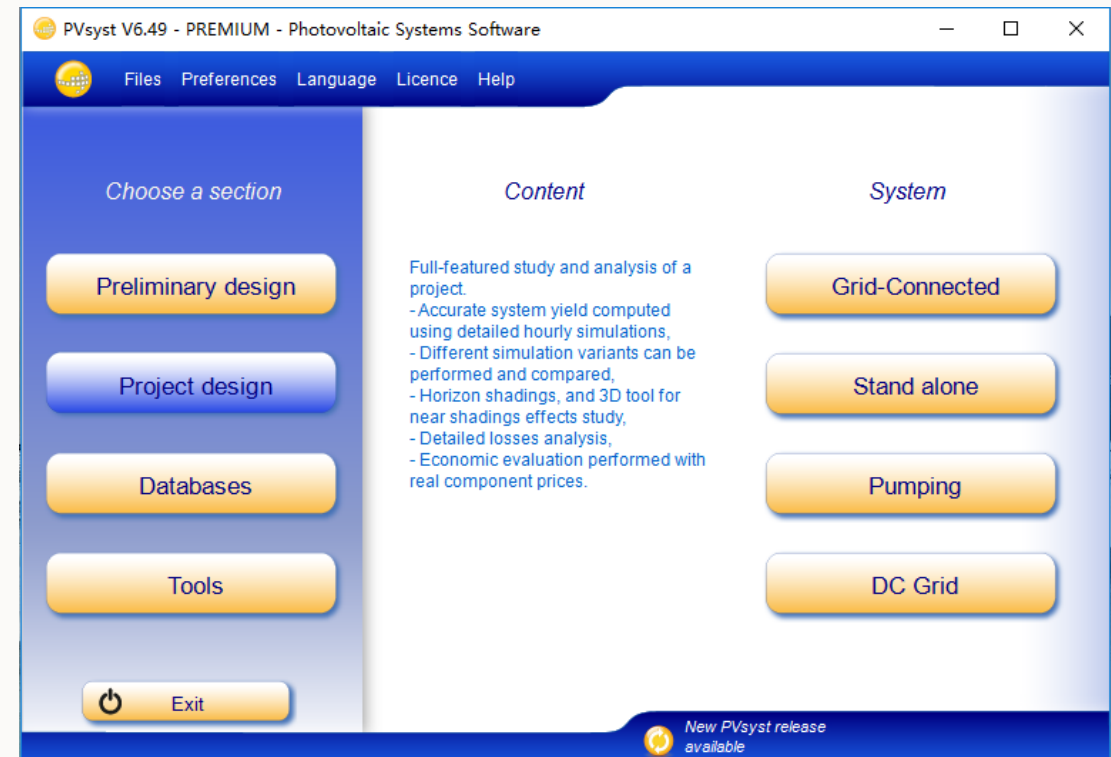 PVsyst V6.49 - PREMIUM - Photovoltaic Systems Software
Files Preferences Language Licence Help
Choose a section
Preliminary design
Project design
Databases
Tools
Exit
Content
Full-featured study and analysis of a
project.
- Accurate system yield computed
using detailed hourly simulations,
- Different simulation variants can be
performed and compared,
- Horizon shadings, and 3D tool for
near shadings effects study,
- Detailed losses analysis,
- Economic evaluation performed with
real component prices.
System
Grid-Connected
Stand alone
Pumping
DC Grid
New PVsyst release
available